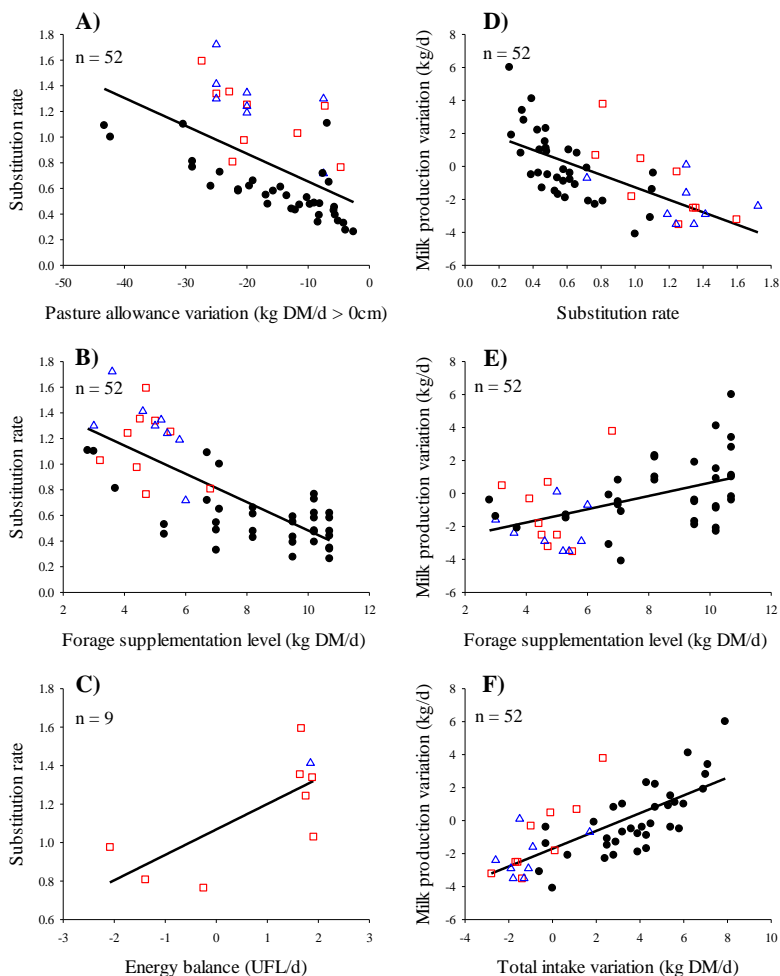 A)
n = 52
Substitution rate
1.8
1.6
1.4
1.2
1.0
0.8
0.6
0.4
0.2
0.0
-50 -40 -30 -20 -10 0
Pasture allowance variation (kg DM/d > 0cm)
D)
n = 52
Milk production variation (kg/d)
8
6
4
2
0
-2
-4
-6
0.0 0.2 0.4 0.6 0.8 1.0 1.2 1.4 1.6 1.8
Substitution rate
B)
n = 52
Substitution rate
1.8
1.6
1.4
1.2
1.0
0.8
0.6
0.4
0.2
0.0
2 4 6 8 10 12
Forage supplementation level (kg DM/d)
E)
n = 52
Milk production variation (kg/d)
8
6
4
2
0
-2
-4
-6
2 4 6 8 10 12
Forage supplementation level (kg DM/d)
C)
n = 9
Substitution rate
1.8
1.6
1.4
1.2
1.0
0.8
0.6
-3 -2 -1 0 1 2 3
Energy balance (UFL/d)
F)
n = 52
Milk production variation (kg/d)
8
6
4
2
0
-2
-4
-6
-4 -2 0 2 4 6 8 10
Total intake variation (kg DM/d)